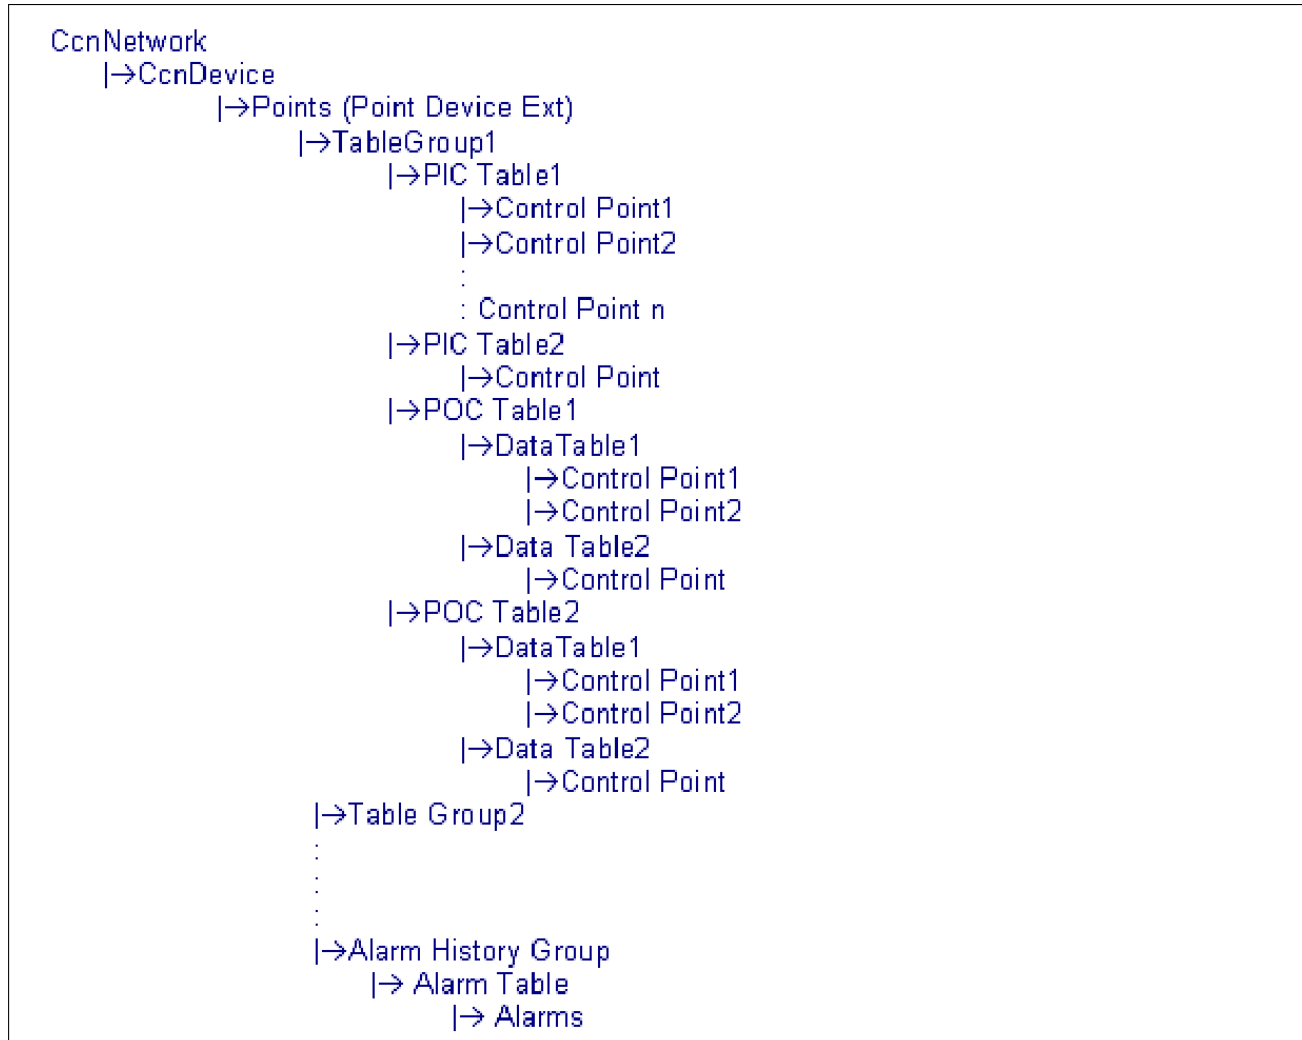 CcnNetwork
|→CcnDevice
|→Points (Point Device Ext)
|→TableGroup1
|→PIC Table1
|→Control Point1
|→Control Point2
:
: Control Point n
|→PIC Table2
|→Control Point
|→POC Table1
|→DataTable1
|→Control Point1
|→Control Point2
|→Data Table2
|→Control Point
|→POC Table2
|→DataTable1
|→Control Point1
|→Control Point2
|→Data Table2
|→Control Point
|→Table Group2
:
:
:
|→Alarm History Group
|→ Alarm Table
|→ Alarms